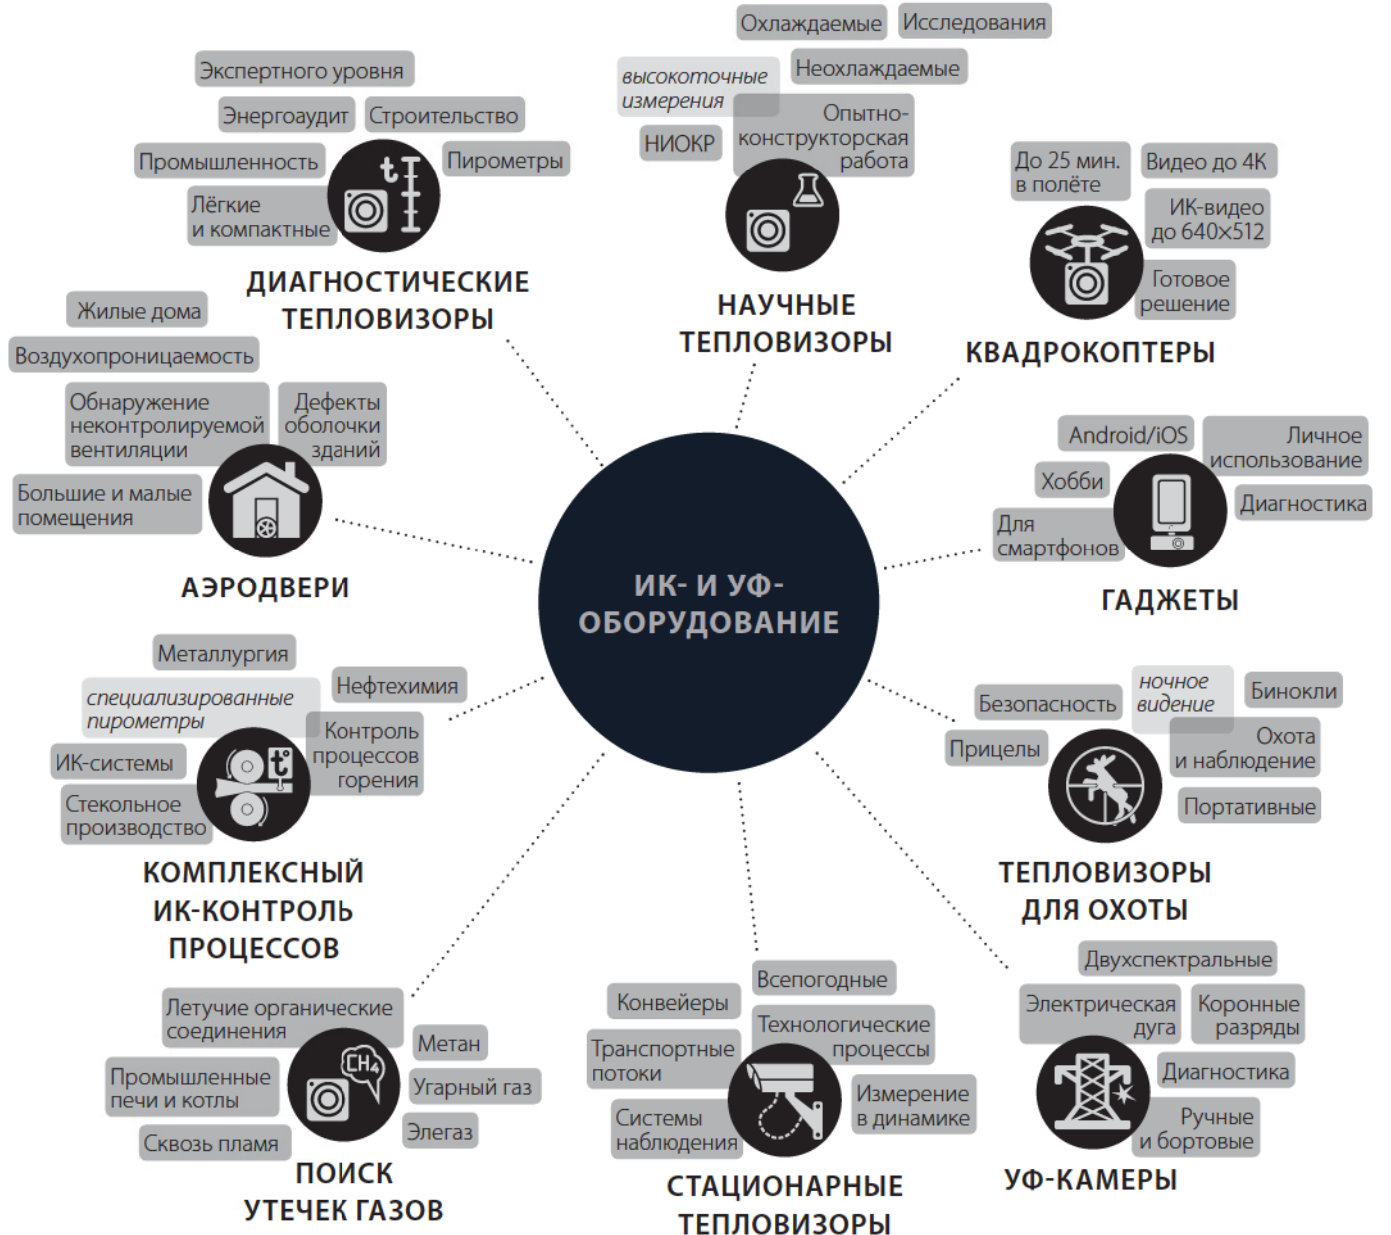 Экспертного уровня
Энергоаудит
Строительство
Промышленность
Пирометры
Лёгкие
и компактные
t
ДИАГНОСТИЧЕСКИЕ
ТЕПЛОВИЗОРЫ
Охлаждаемые
Исследования
высокоточные
измерения
Неохлаждаемые
НИОКР
Опытно-
конструкторская
работа
НАУЧНЫЕ
ТЕПЛОВИЗОРЫ
До 25 мин.
в полёте
Видео до 4К
ИК-видео
до 640×512
Готовое
решение
КВАДРОКОПТЕРЫ
Жилые дома
Воздухопроницаемость
Обнаружение
неконтролируемой
вентиляции
Дефекты
оболочки
зданий
Большие и малые
помещения
АЭРОДВЕРИ
Android/iOS
Личное
использование
Хобби
Диагностика
Для
смартфонов
ГАДЖЕТЫ
ИК- И УФ-
ОБОРУДОВАНИЕ
Металлургия
специализированные
пирометры
Нефтехимия
Контроль
процессов
горения
ИК-системы
Стекольное
производство
t°
КОМПЛЕКСНЫЙ
ИК-КОНТРОЛЬ
ПРОЦЕССОВ
Безопасность
ночное
видение
Бинокли
Прицелы
Охота
и наблюдение
Портативные
ТЕПЛОВИЗОРЫ
ДЛЯ ОХОТЫ
Летучие органические
соединения
Метан
Промышленные
печи и котлы
Угарный газ
Сквозь пламя
Элегаз
CH4
ПОИСК
УТЕЧЕК ГАЗОВ
Конвейеры
Всепогодные
Транспортные
потоки
Технологические
процессы
Системы
наблюдения
Измерение
в динамике
СТАЦИОНАРНЫЕ
ТЕПЛОВИЗОРЫ
Двухспектральные
Электрическая
дуга
Коронные
разряды
Диагностика
Ручные
и бортовые
УФ-КАМЕРЫ